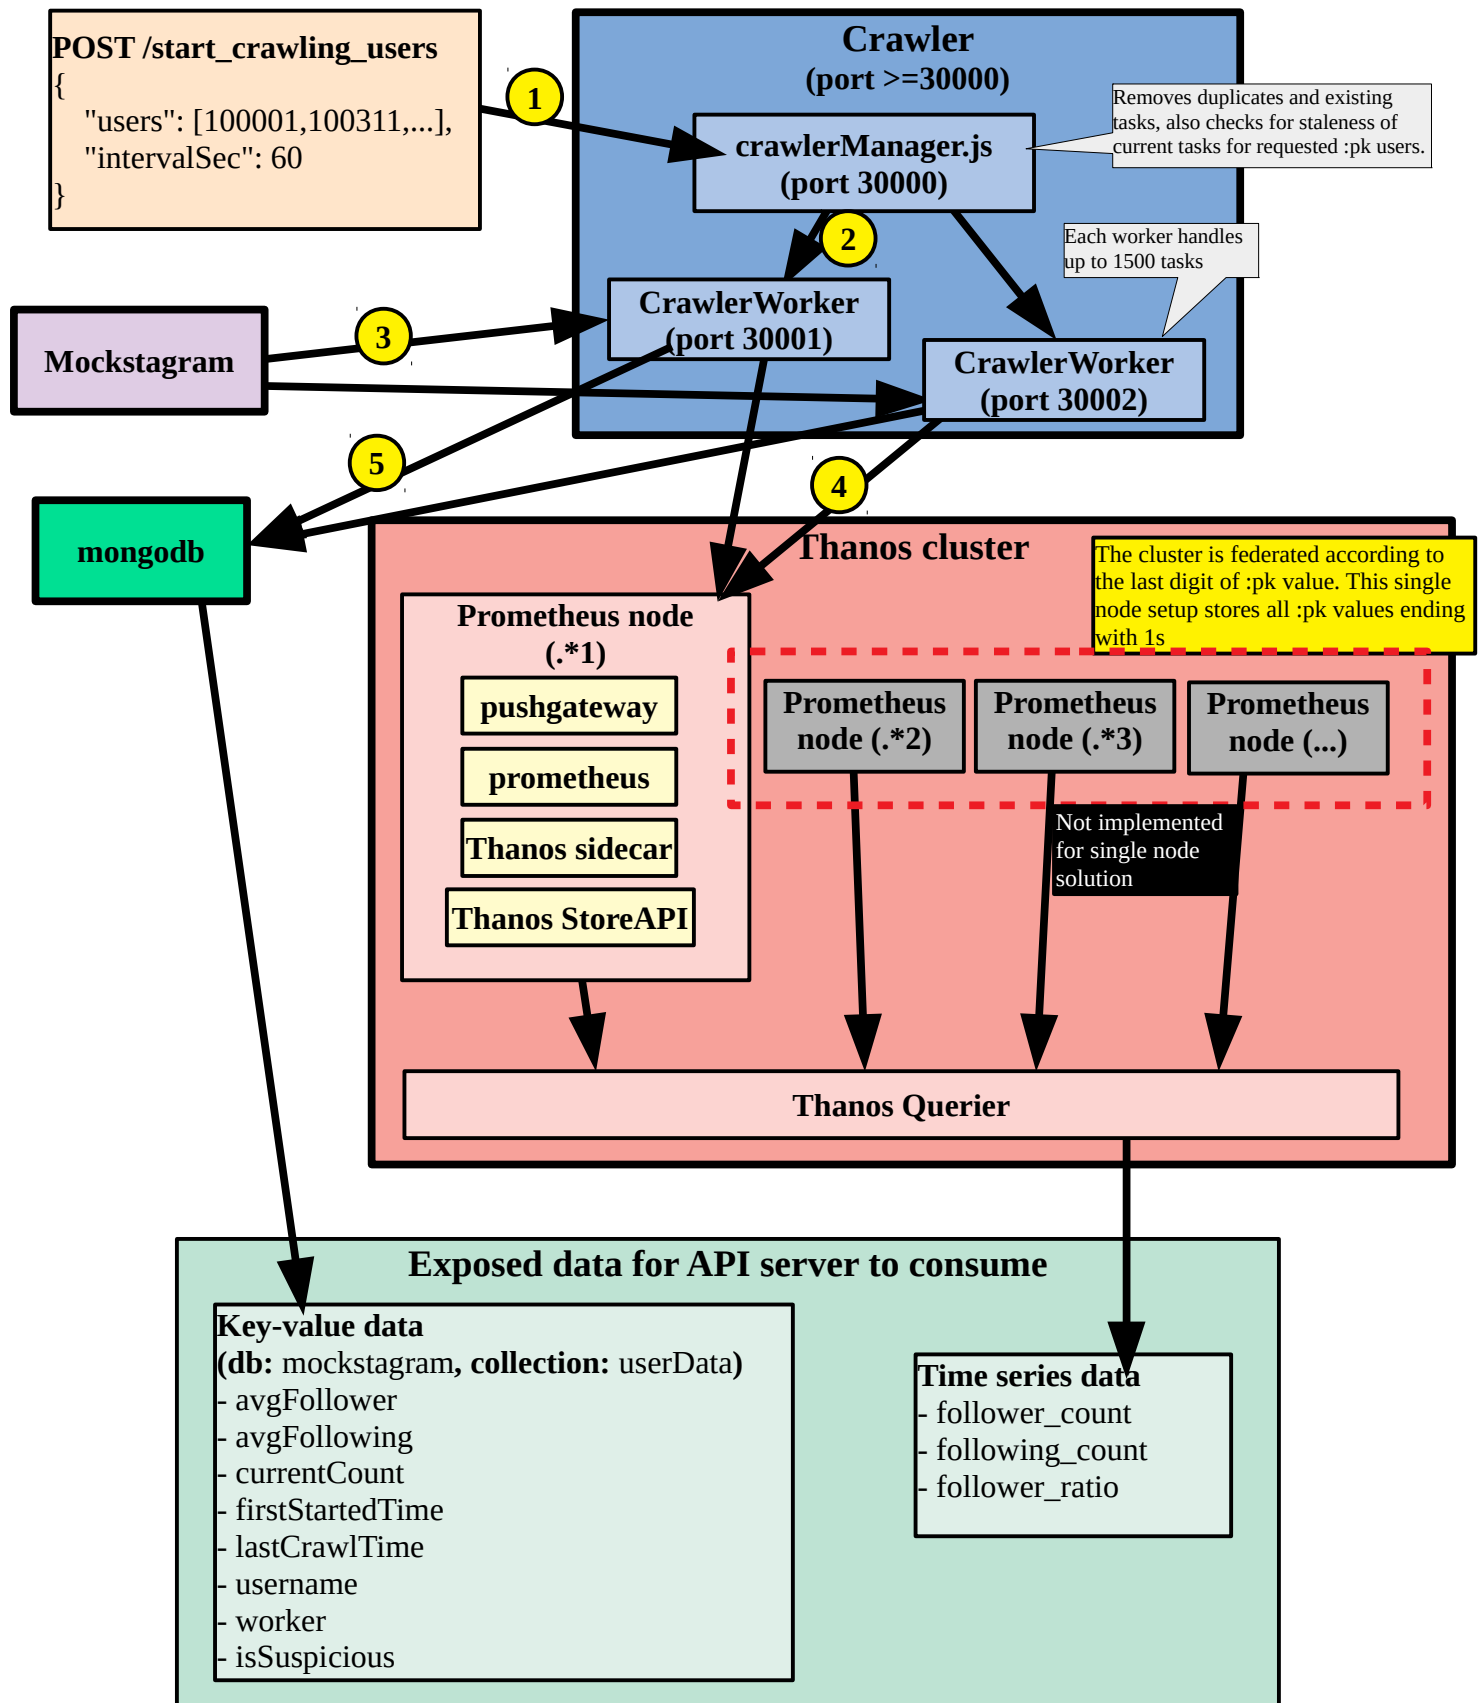 POST /start_crawling_users
{
"users": [100001,100311,...],
"intervalSec": 60
}
1
Crawler
(port >=30000)
crawlerManager.js
(port 30000)
Removes duplicates and existing
tasks, also checks for staleness of
current tasks for requested :pk users.
2
Each worker handles
up to 1500 tasks
CrawlerWorker
(port 30001)
CrawlerWorker
(port 30002)
3
Mockstagram
5
4
mongodb
Thanos cluster
The cluster is federated according to
the last digit of :pk value. This single
node setup stores all :pk values ending
with 1s
Prometheus node
(.*1)
pushgateway
prometheus
Thanos sidecar
Thanos StoreAPI
Prometheus
node (.*2)
Prometheus
node (.*3)
Prometheus
node (...)
Not implemented
for single node
solution
Thanos Querier
Exposed data for API server to consume
Key-value data
(db: mockstagram, collection: userData)
- avgFollower
- avgFollowing
- currentCount
- firstStartedTime
- lastCrawlTime
- username
- worker
- isSuspicious
Time series data
- follower_count
- following_count
- follower_ratio